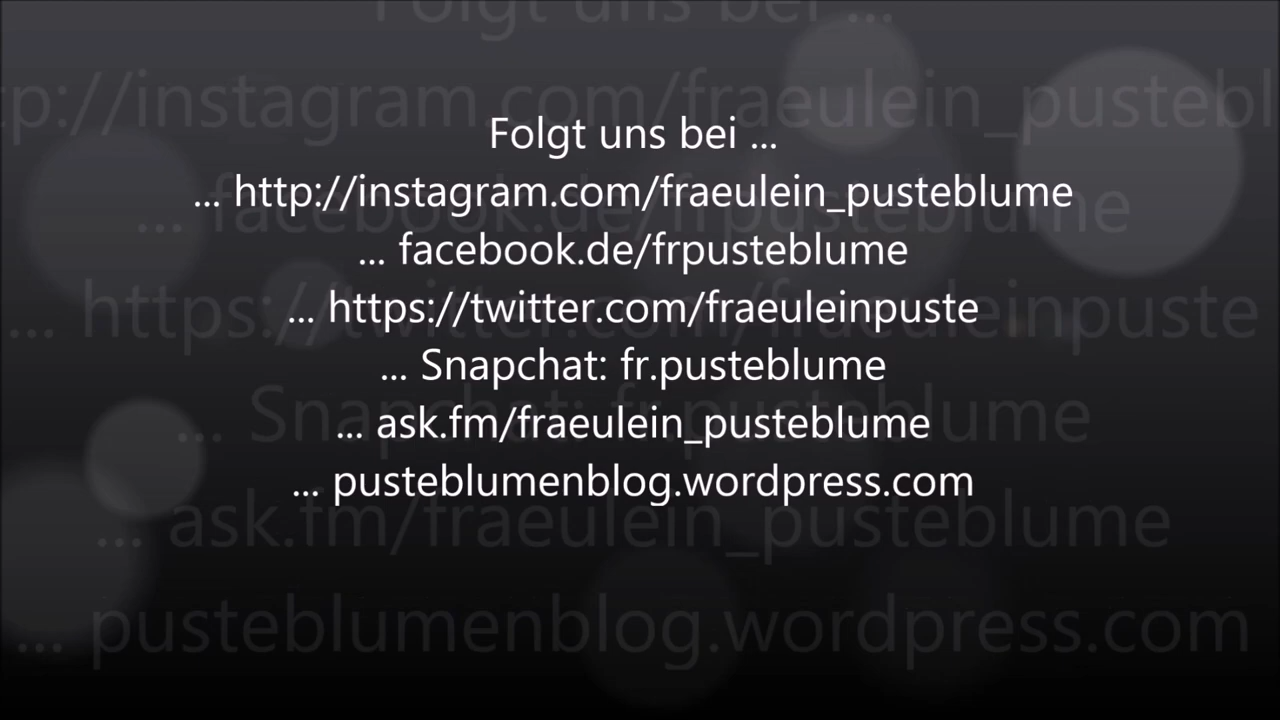 Folgt uns bei ...
... http://instagram.com/fraeulein_pusteblume
... facebook.de/frpusteblume
... https://twitter.com/fraeuleinpuste
... Snapchat: fr.pusteblume
... ask.fm/fraeulein_pusteblume
... pusteblumenblog.wordpress.com